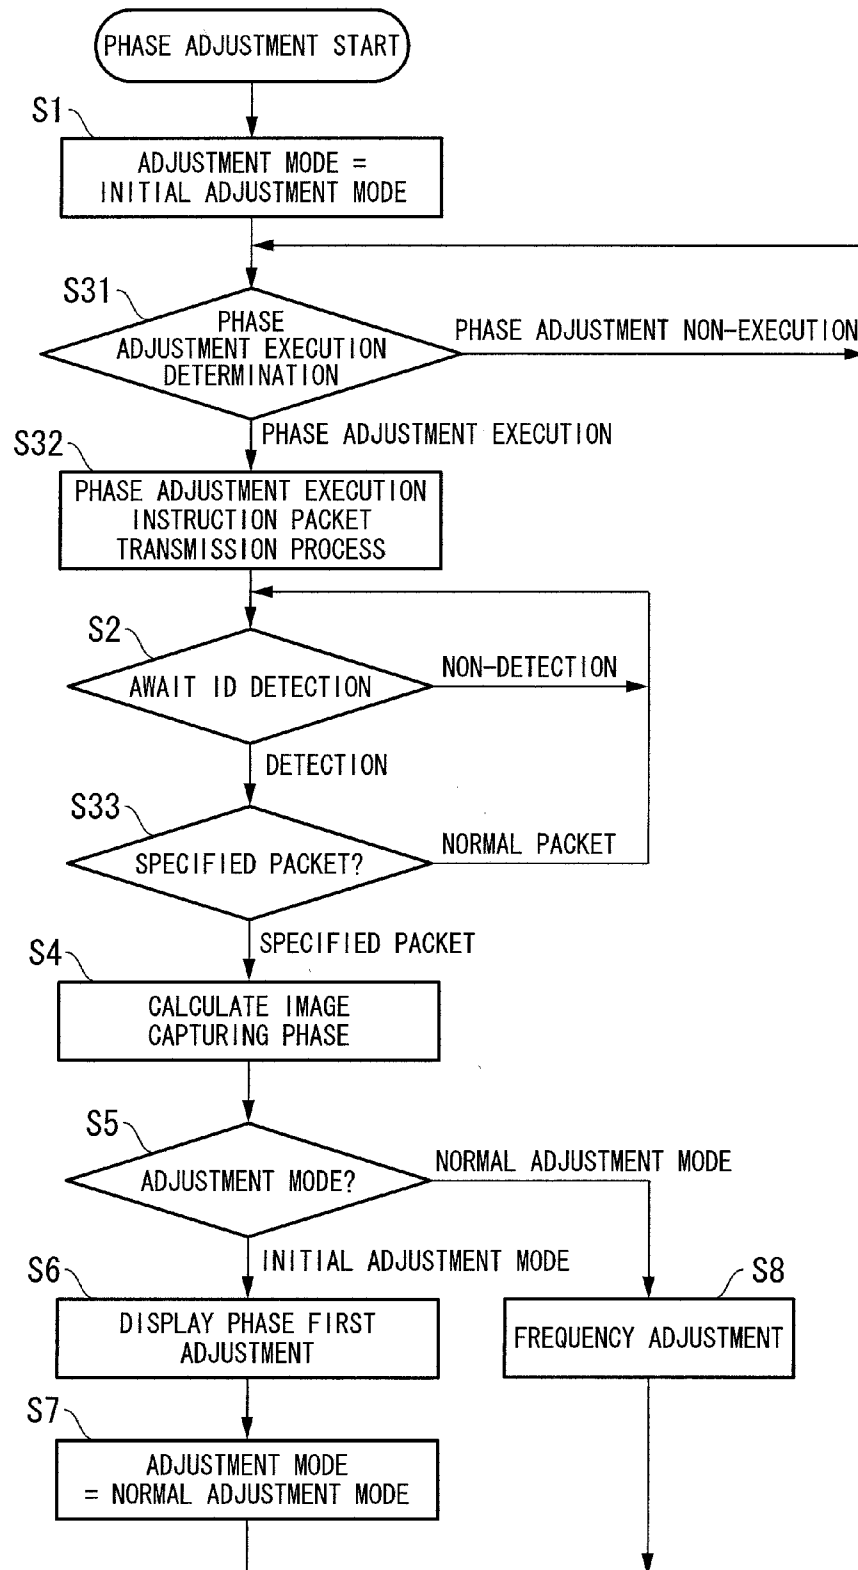 PHASE ADJUSTMENT START
S1
ADJUSTMENT MODE =
INITIAL ADJUSTMENT MODE
S31
PHASE
ADJUSTMENT EXECUTION
DETERMINATION
PHASE ADJUSTMENT NON-EXECUTION
PHASE ADJUSTMENT EXECUTION
S32
PHASE ADJUSTMENT EXECUTION
INSTRUCTION PACKET
TRANSMISSION PROCESS
S2
AWAIT ID DETECTION
NON-DETECTION
DETECTION
S33
SPECIFIED PACKET?
NORMAL PACKET
SPECIFIED PACKET
S4
CALCULATE IMAGE
CAPTURING PHASE
S5
ADJUSTMENT MODE?
NORMAL ADJUSTMENT MODE
INITIAL ADJUSTMENT MODE
S6
DISPLAY PHASE FIRST
ADJUSTMENT
S8
FREQUENCY ADJUSTMENT
S7
ADJUSTMENT MODE
= NORMAL ADJUSTMENT MODE